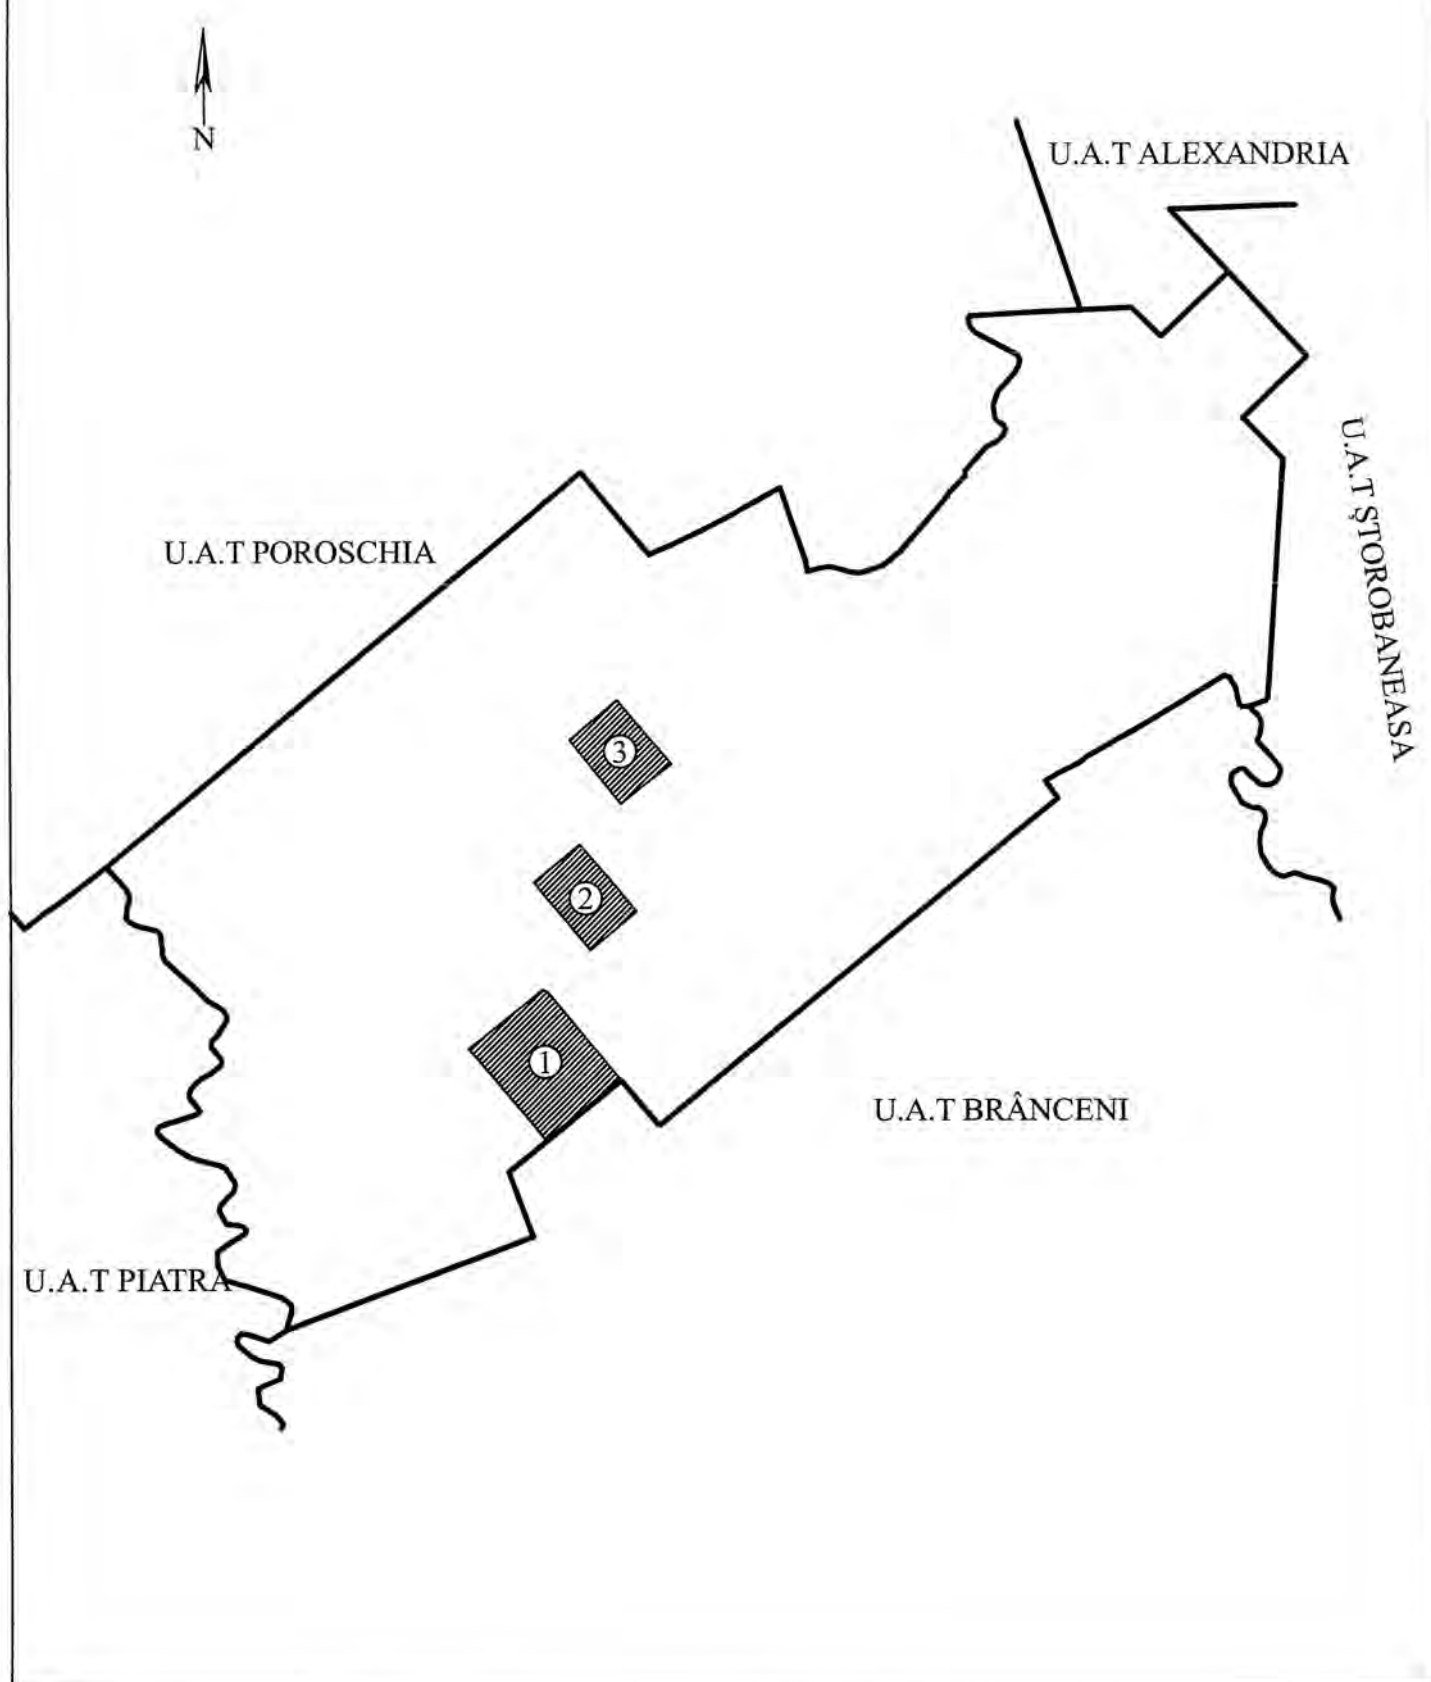 N
U.A.T ALEXANDRIA
U.A.T ŞTOROBANEASA
U.A.T POROSCHIA
3
2
1
U.A.T BRÂNCENI
U.A.T PIATRA